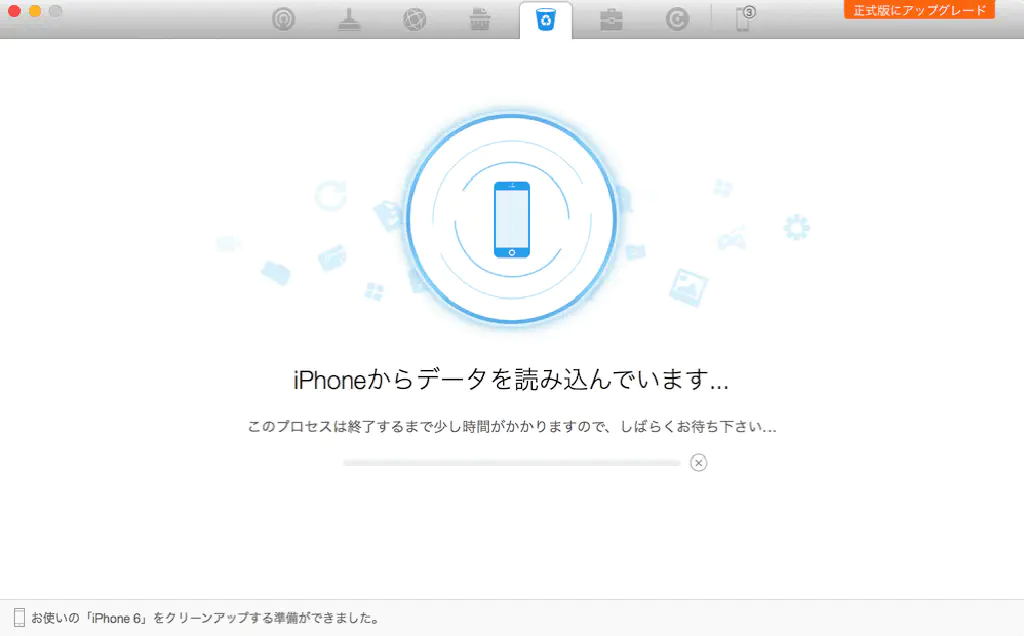 ③
正式版にアップグレード
iPhoneからデータを読み込んでいます...
このプロセスは終了するまで少し時間がかかりますので、しばらくお待ち下さい...
お使いの「iPhone 6」をクリーンアップする準備ができました。